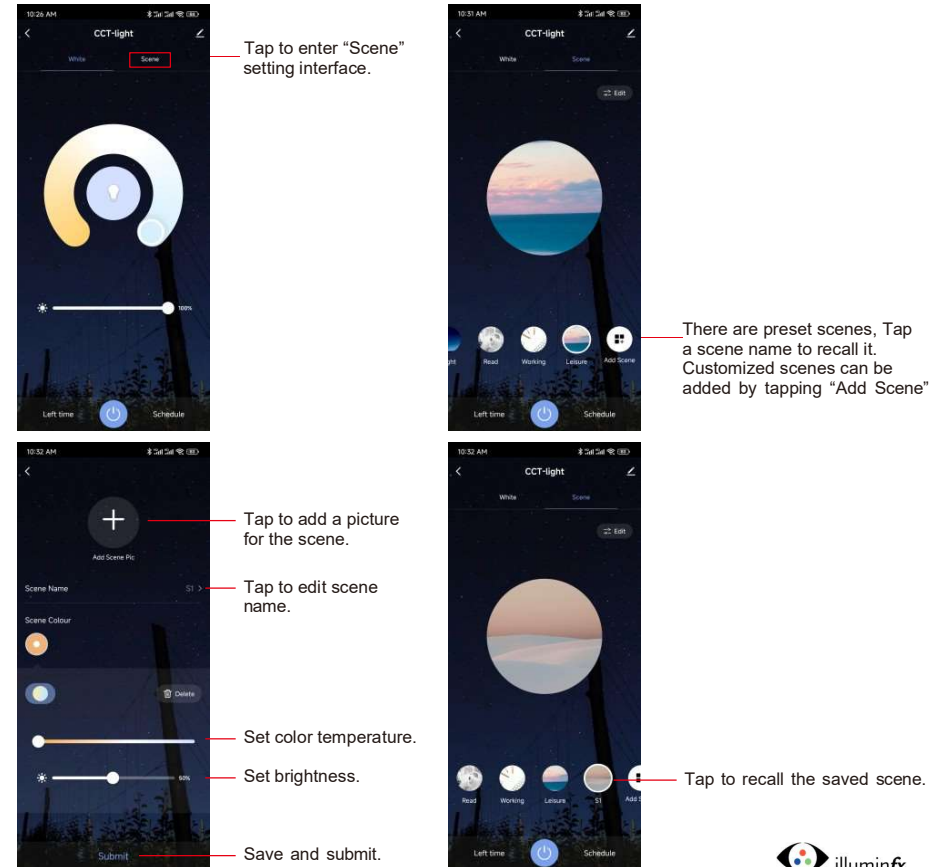 10:26 AM
CCT-light
White Scene
Tap to enter “Scene”
setting interface.
100%
Left time Schedule
10:31 AM
CCT-light
White Scene
Edit
ght Read Working Leisure Add Scene
Left time Schedule
There are preset scenes, Tap
a scene name to recall it.
Customized scenes can be
added by tapping “Add Scene”
10:32 AM
Add Scene Pic
Tap to add a picture
for the scene.
Scene Name S1
Tap to edit scene
name.
Scene Colour
Delete
Set color temperature.
50%
Set brightness.
Submit
Save and submit.
10:32 AM
CCT-light
White Scene
Edit
Read Working Leisure S1 Add S
Tap to recall the saved scene.
Left time Schedule
illuminfx